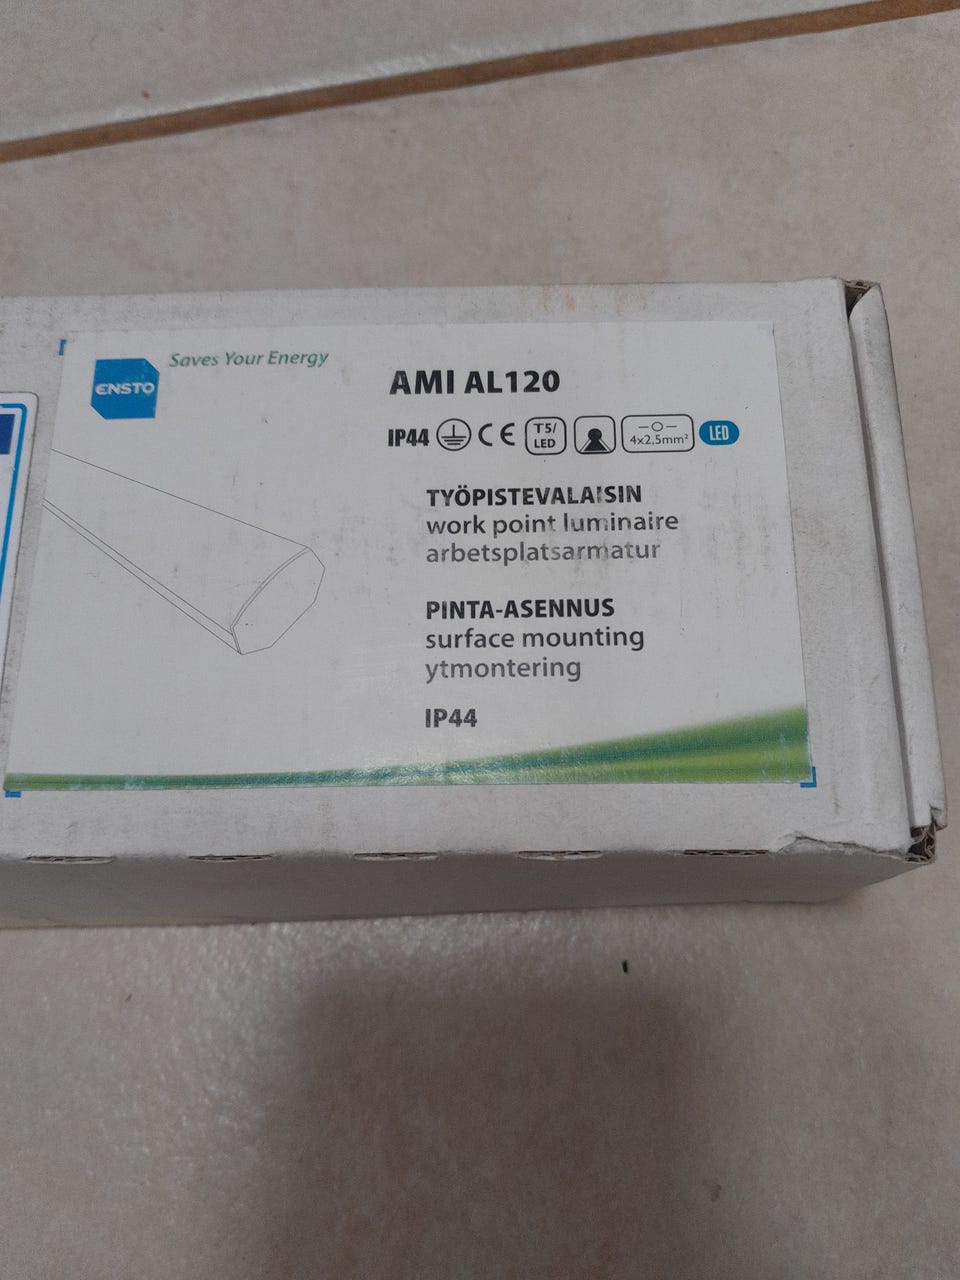 ENSTO
Saves Your Energy
AMI AL120
IP44 CE T5/ LED 4x2,5mm² LED
TYÖPISTEVALAISIN
work point luminaire
arbetsplatsarmatur
PINTA-ASENNUS
surface mounting
ytmontering
IP44